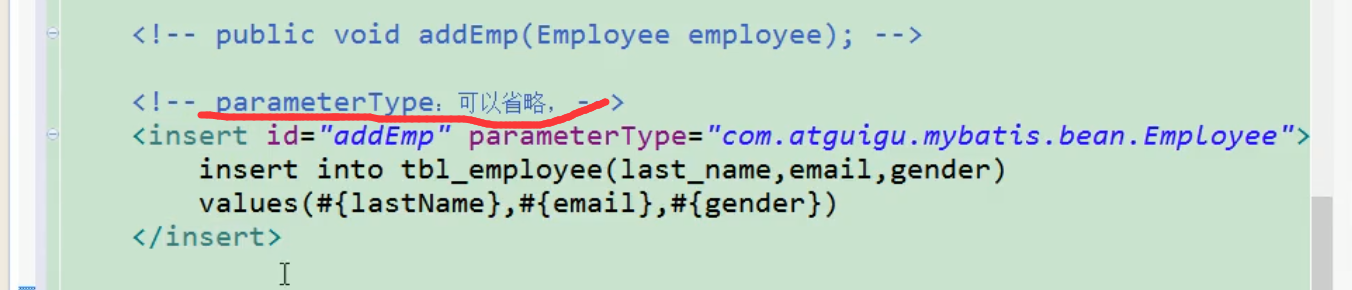 <!-- public void addEmp(Employee employee); -->
<!-- parameterType：可以省略， -->
<insert id="addEmp" parameterType="com.atguigu.mybatis.bean.Employee">
insert into tbl_employee(last_name,email,gender)
values(#{lastName},#{email},#{gender})
</insert>